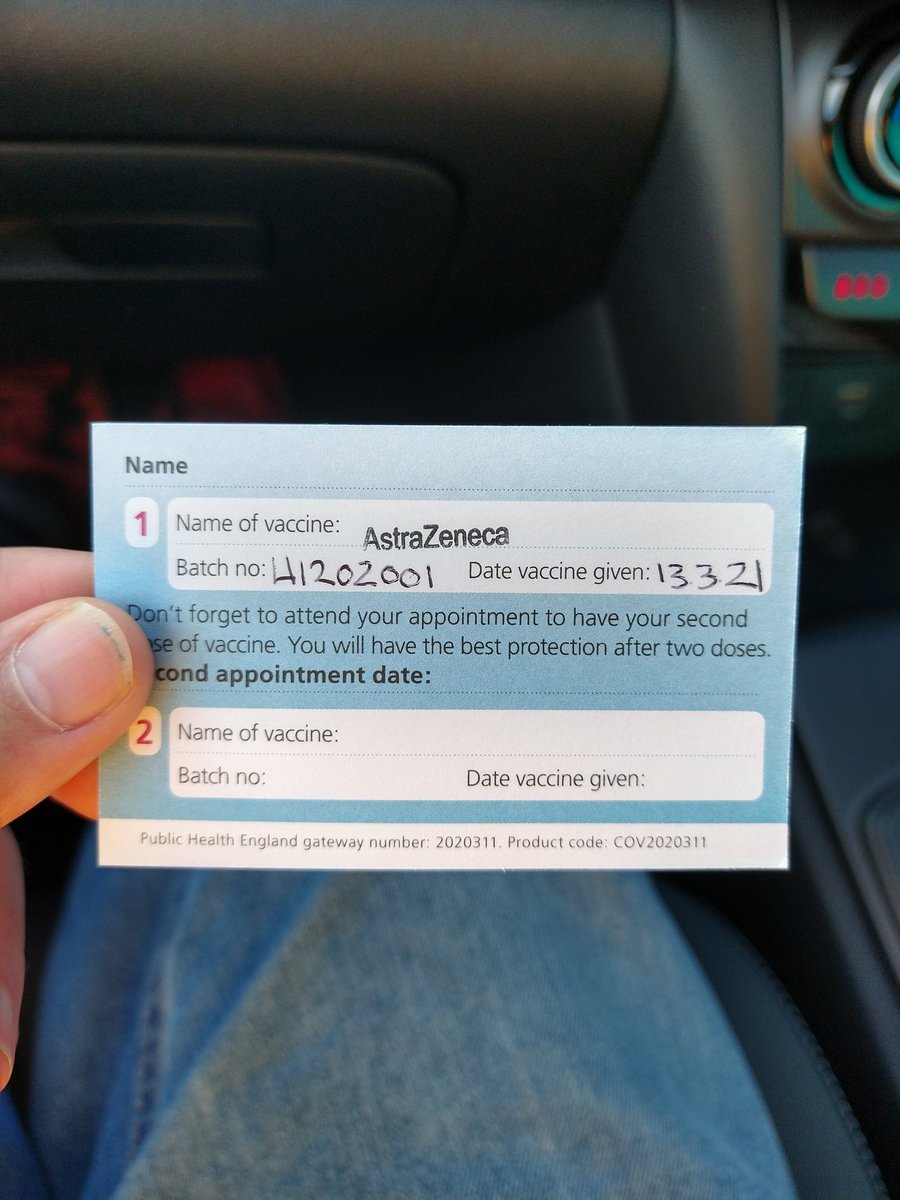 Name
1 Name of vaccine: AstraZeneca
Batch no: 41202001 Date vaccine given: 13.3.21
Don't forget to attend your appointment to have your second
ose of vaccine. You will have the best protection after two doses.
cond appointment date:
2 Name of vaccine:
Batch no: Date vaccine given:
Public Health England gateway number: 2020311. Product code: COV2020311